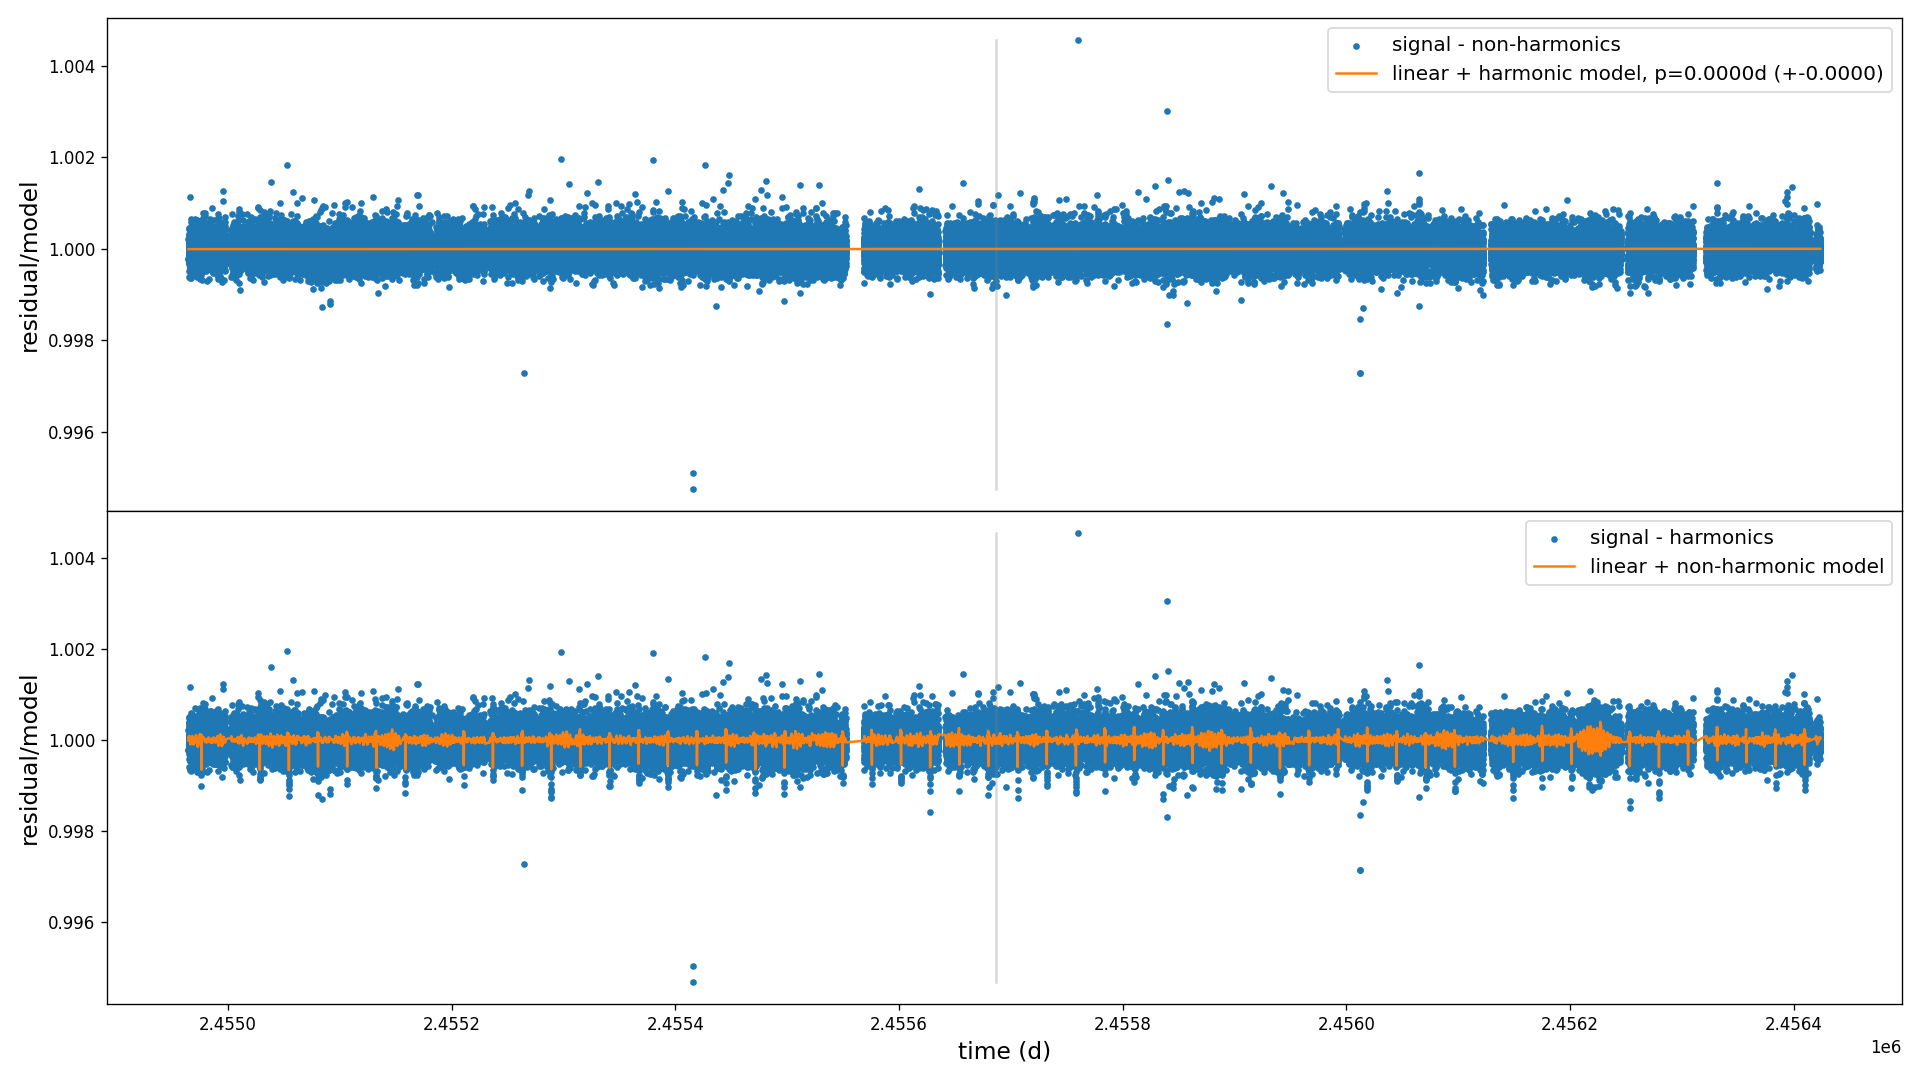 signal - non-harmonics
linear + harmonic model, p=0.0000d (+-0.0000)
1.004
1.002
1.000
0.998
0.996
residual/model
signal - harmonics
linear + non-harmonic model
1.004
1.002
1.000
0.998
0.996
residual/model
2.4550 2.4552 2.4554 2.4556 2.4558 2.4560 2.4562 2.4564
1e6
time (d)